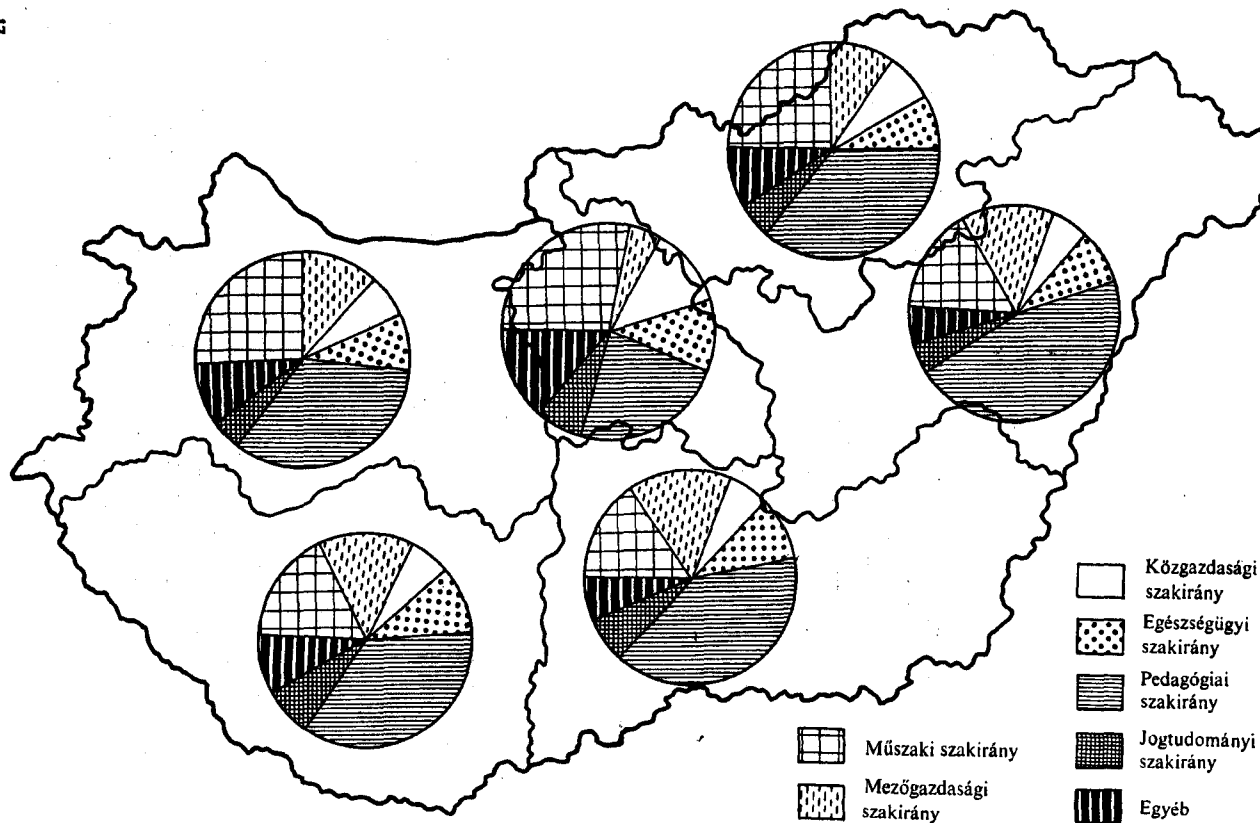 Közgazdasági
szakirány
Egészségügyi
szakirány
Pedagógiai
szakirány
Műszaki szakirány
Jogtudományi
szakirány
Mezőgazdasági
szakirány
Egyéb